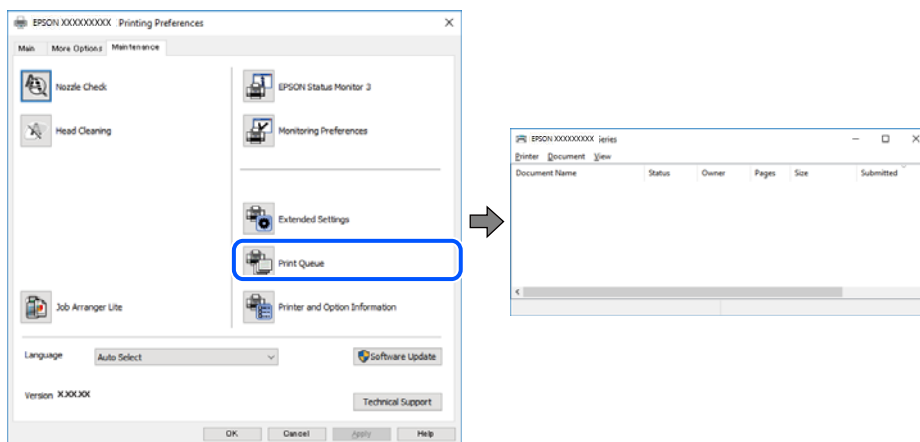 EPSON XXXXXXXXX Printing Preferences
Main More Options Maintenance
Nozzle Check
EPSON Status Monitor 3
Head Cleaning
Monitoring Preferences
Extended Settings
Print Queue
Job Arranger Lite
Printer and Option Information
Language Auto Select
Software Update
Version X.XX.XX
Technical Support
OK Cancel Apply Help
EPSON XXXXXXXXX ieries
Printer Document View
Document Name Status Owner Pages Size Submitted